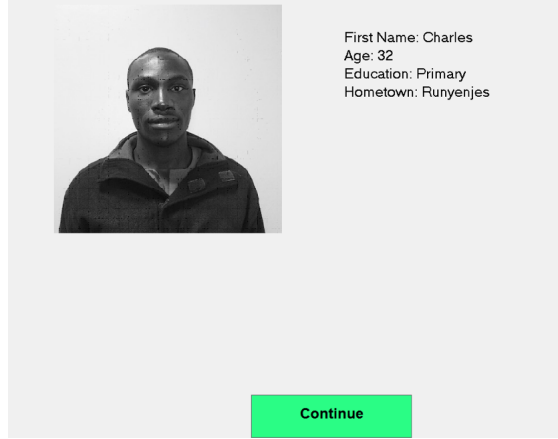 First Name: Charles
Age: 32
Education: Primary
Hometown: Runyenjes
Continue